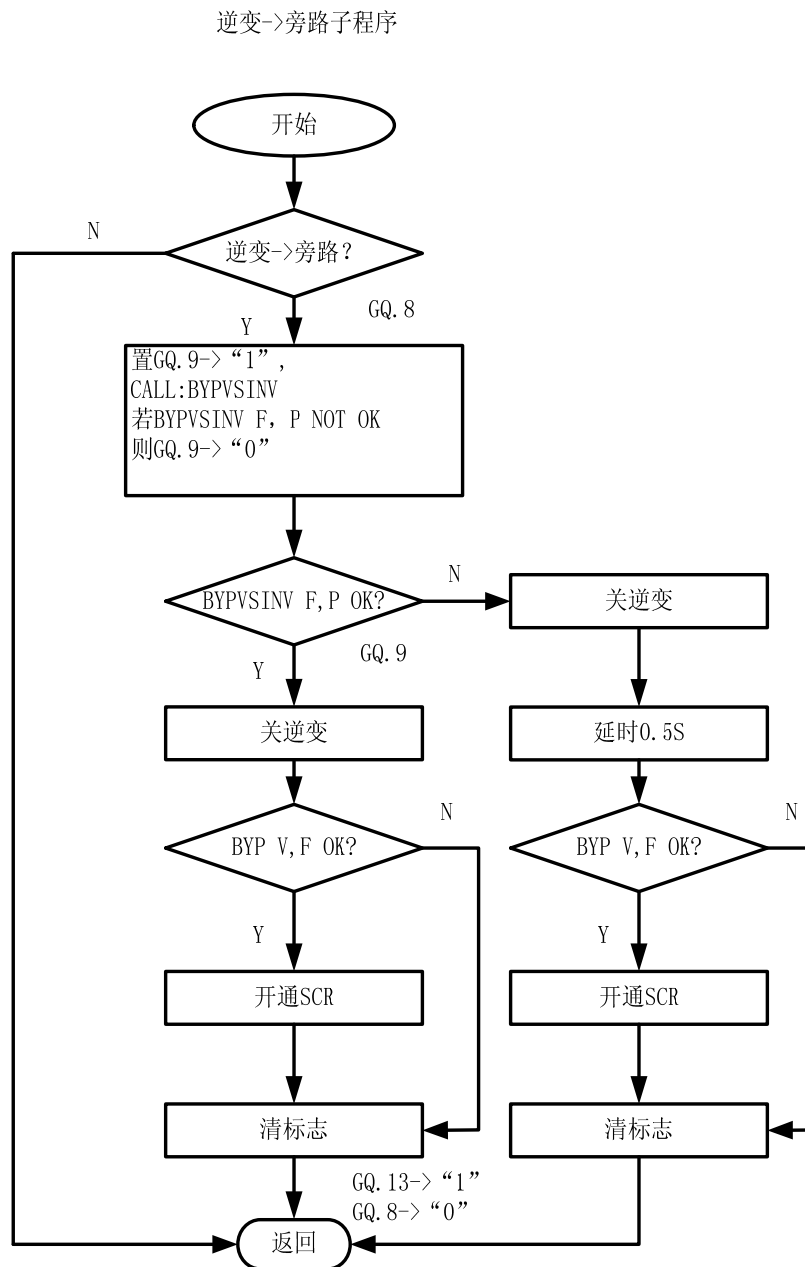 逆变->旁路子程序
开始
N
逆变->旁路?
GQ.8
Y
置GQ.9->“1”,
CALL:BYPVSINV
若BYPVSINV F, P NOT OK
则GQ.9->“0”
BYPVSINV F,P OK?
N
关逆变
GQ.9
Y
关逆变
延时0.5S
BYP V,F OK?
N
BYP V,F OK?
N
Y
Y
开通SCR
开通SCR
清标志
清标志
GQ.13->“1”
GQ.8->“0”
返回